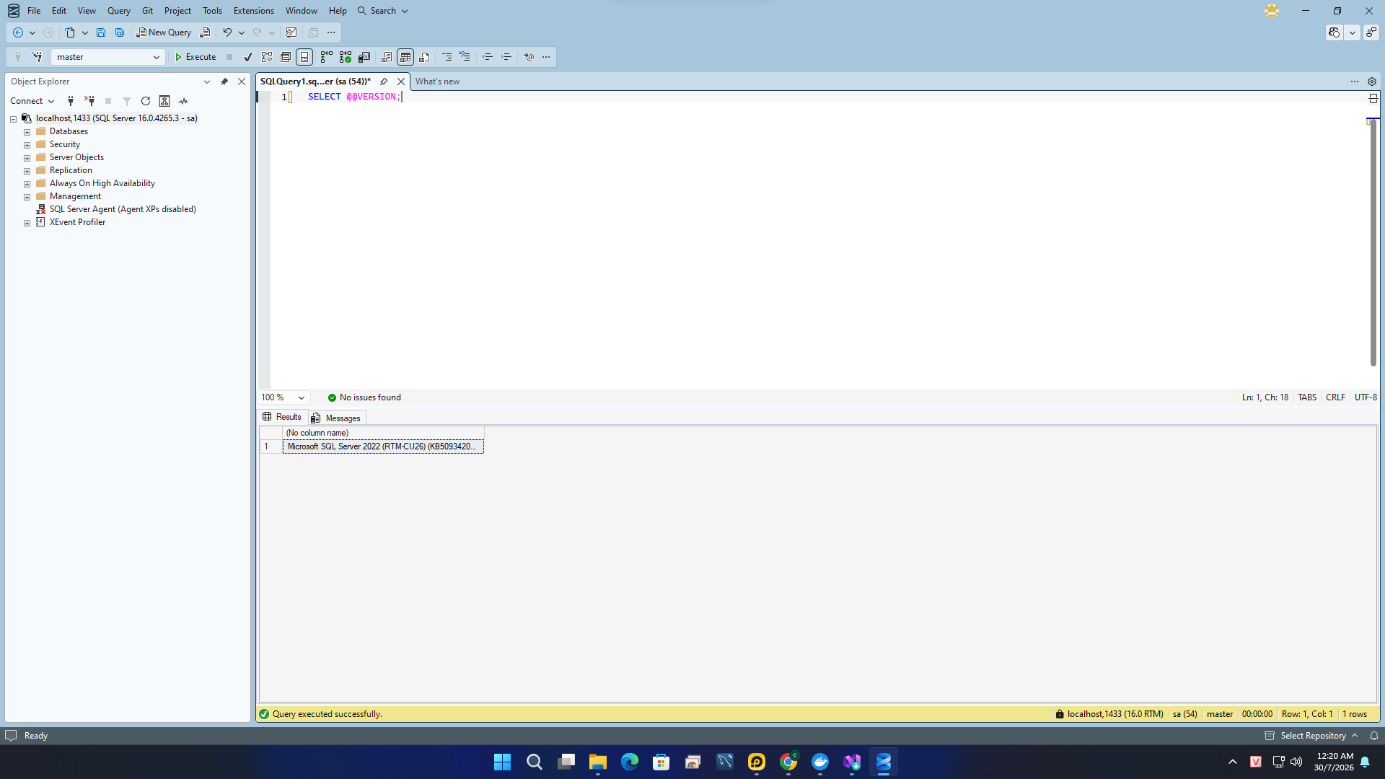 File Edit View Query Git Project Tools Extensions Window Help Search
New Query
master Execute
Object Explorer
SQLQuery1.sq...er (sa (54))* What's new
Connect
1 SELECT @@VERSION;
localhost,1433 (SQL Server 16.0.4265.3 - sa)
Databases
Security
Server Objects
Replication
Always On High Availability
Management
SQL Server Agent (Agent XPs disabled)
XEvent Profiler
100 % No issues found Ln: 1, Ch: 18 TABS CRLF UTF-8
Results Messages
(No column name)
1 Microsoft SQL Server 2022 (RTM-CU26) (KB5093420...
Query executed successfully. localhost,1433 (16.0 RTM) sa (54) master 00:00:00 Row: 1, Col: 1 1 rows
Ready Select Repository
V 12:20 AM
30/7/2026